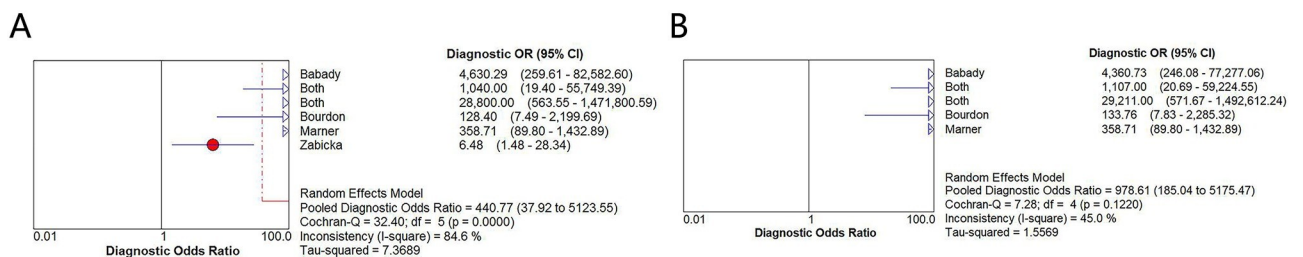 A
Diagnostic OR (95% CI)
Babady 4,630.29 (259.61 - 82,582.60)
Both 1,040.00 (19.40 - 55,749.39)
Both 28,800.00 (563.55 - 1,471,800.59)
Bourdon 128.40 (7.49 - 2,199.69)
Marner 358.71 (89.80 - 1,432.89)
Zabicka 6.48 (1.48 - 28.34)
Random Effects Model
Pooled Diagnostic Odds Ratio = 440.77 (37.92 to 5123.55)
Cochran-Q = 32.40; df = 5 (p = 0.0000)
Inconsistency (I-square) = 84.6 %
Tau-squared = 7.3689
0.01 1 100.0
Diagnostic Odds Ratio
B
Diagnostic OR (95% CI)
Babady 4,360.73 (246.08 - 77,277.06)
Both 1,107.00 (20.69 - 59,224.55)
Both 29,211.00 (571.67 - 1,492,612.24)
Bourdon 133.76 (7.83 - 2,285.32)
Marner 358.71 (89.80 - 1,432.89)
Random Effects Model
Pooled Diagnostic Odds Ratio = 978.61 (185.04 to 5175.47)
Cochran-Q = 7.28; df = 4 (p = 0.1220)
Inconsistency (I-square) = 45.0 %
Tau-squared = 1.5569
0.01 1 100.0
Diagnostic Odds Ratio